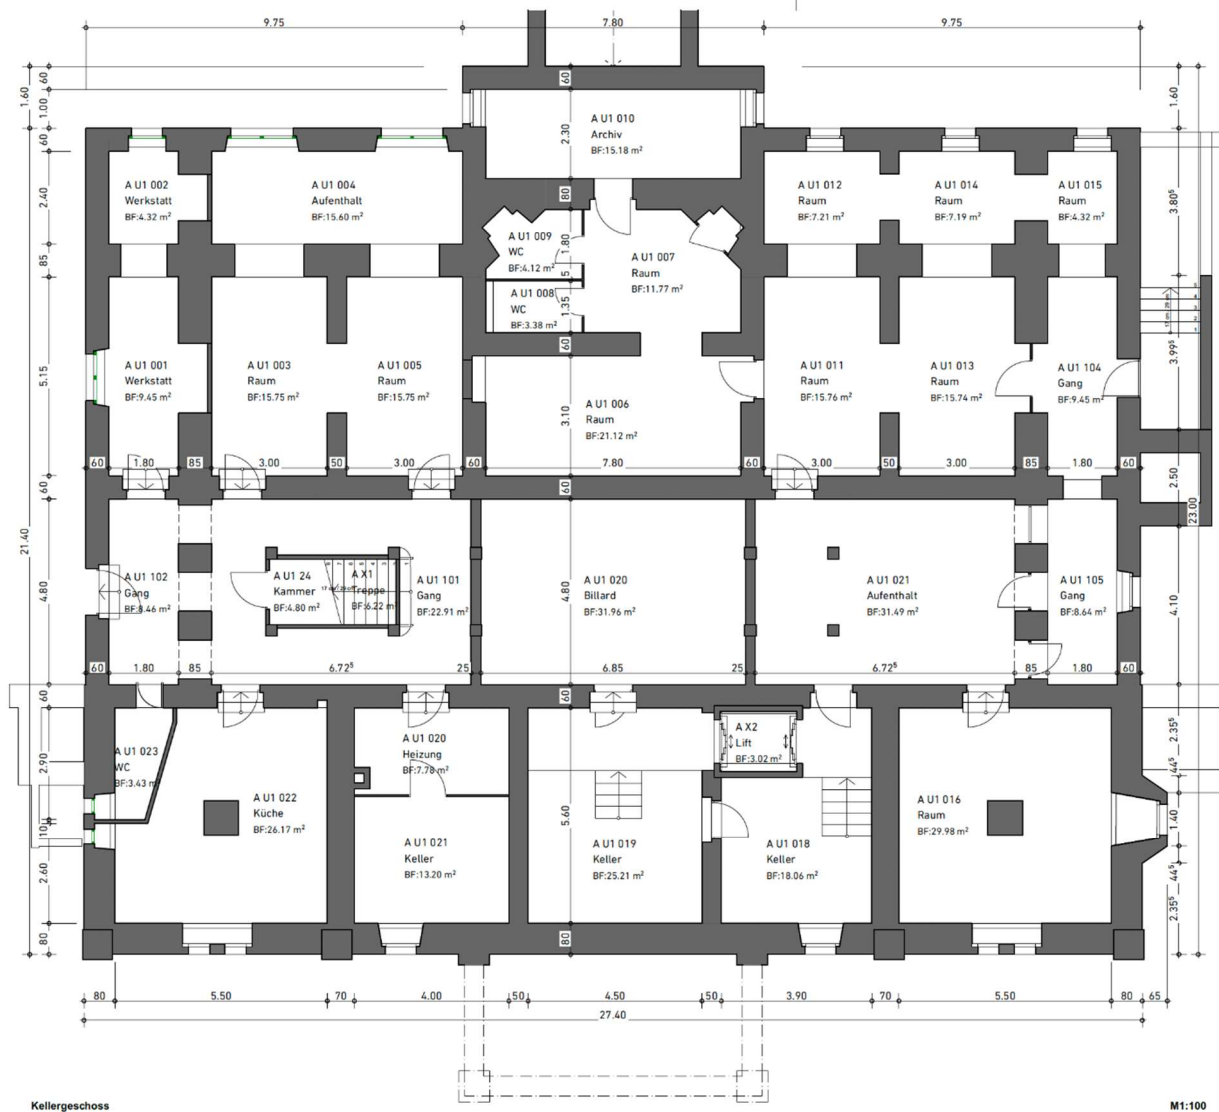 9.75
7.80
9.75
60
1.60
1.00
60
60
1.60
A U1 010
Archiv
BF:15.18 m²
2.30
A U1 002
Werkstatt
BF:4.32 m²
A U1 004
Aufenthalt
BF:15.60 m²
A U1 012
Raum
BF:7.21 m²
A U1 014
Raum
BF:7.19 m²
A U1 015
Raum
BF:4.32 m²
2.40
80
3.80⁵
A U1 009
WC
BF:4.12 m²
1.80
A U1 007
Raum
BF:11.77 m²
85
5
A U1 008
WC
BF:3.38 m²
1.35
60
5.15
A U1 001
Werkstatt
BF:9.45 m²
A U1 003
Raum
BF:15.75 m²
A U1 005
Raum
BF:15.75 m²
A U1 006
Raum
BF:21.12 m²
3.10
A U1 011
Raum
BF:15.76 m²
A U1 013
Raum
BF:15.74 m²
A U1 104
Gang
BF:9.45 m²
3.99⁵
60
1.80
85
3.00
50
3.00
60
7.80
60
3.00
50
3.00
85
1.80
60
60
60
2.50
23.00
21.40
4.80
A U1 102
Gang
BF:8.46 m²
A U1 24
Kammer
BF:4.80 m²
A X1
Treppe
BF:6.22 m²
A U1 101
Gang
BF:22.91 m²
4.80
A U1 020
Billard
BF:31.96 m²
A U1 021
Aufenthalt
BF:31.49 m²
A U1 105
Gang
BF:8.64 m²
4.10
60
1.80
85
6.72⁵
25
6.85
25
6.72⁵
85
1.80
60
60
60
2.90
A U1 023
WC
BF:3.43 m²
A U1 022
Küche
BF:26.17 m²
A U1 020
Heizung
BF:7.78 m²
A U1 021
Keller
BF:13.20 m²
5.60
A U1 019
Keller
BF:25.21 m²
A X2
Lift
BF:3.02 m²
A U1 018
Keller
BF:18.06 m²
A U1 016
Raum
BF:29.98 m²
2.35⁵
44⁵
1.40
44⁵
2.35⁵
10
2.60
80
80
80
5.50
70
4.00
50
4.50
50
3.90
70
5.50
80
65
27.40
Kellergeschoss
M1:100